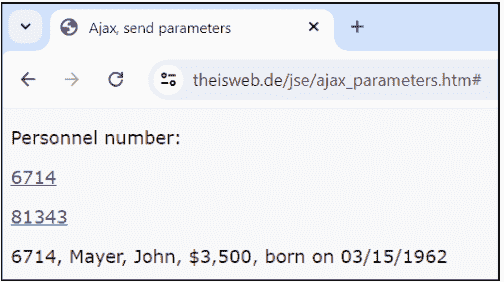 Ajax, send parameters
theisweb.de/jse/ajax_parameters.htm#
Personnel number:
6714
81343
6714, Mayer, John, $3,500, born on 03/15/1962